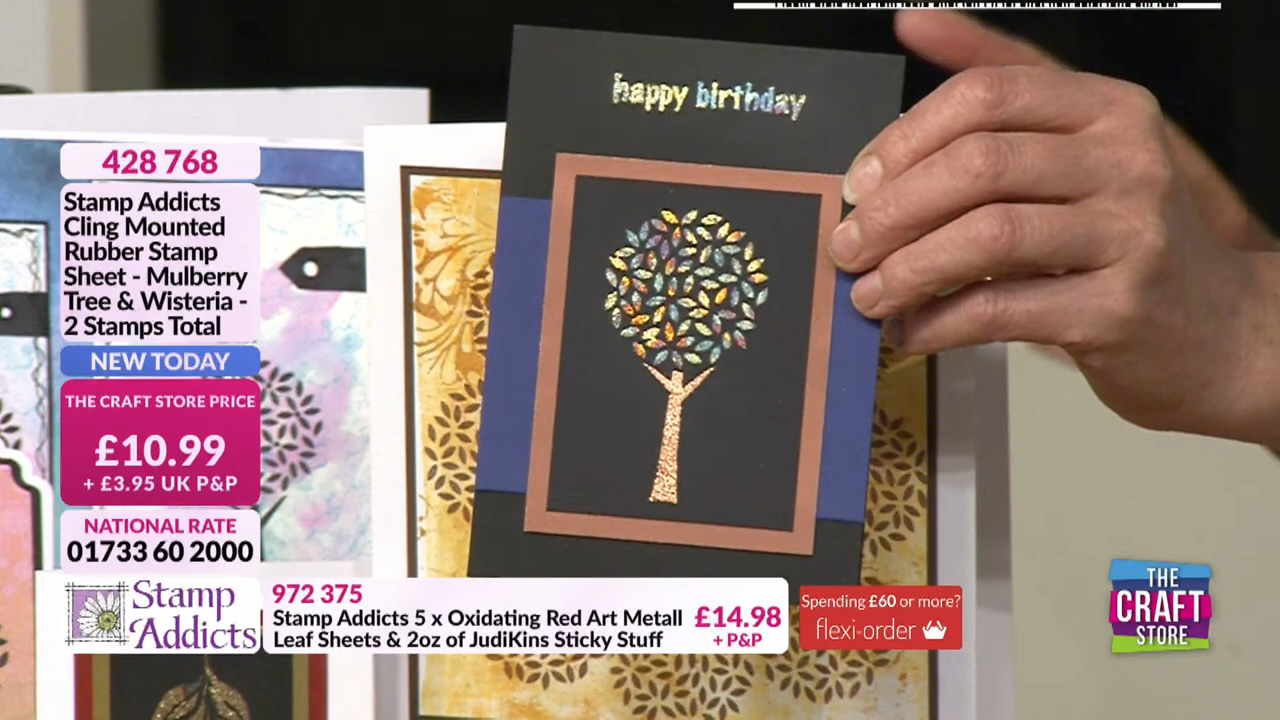 happy birthday
428 768
Stamp Addicts
Cling Mounted
Rubber Stamp
Sheet - Mulberry
Tree & Wisteria -
2 Stamps Total
NEW TODAY
THE CRAFT STORE PRICE
£10.99
+ £3.95 UK P&P
NATIONAL RATE
01733 60 2000
Stamp
Addicts
972 375
Stamp Addicts 5 x Oxidating Red Art Metall
Leaf Sheets & 2oz of JudiKins Sticky Stuff
£14.98
+ P&P
Spending £60 or more?
flexi-order
THE
CRAFT
STORE